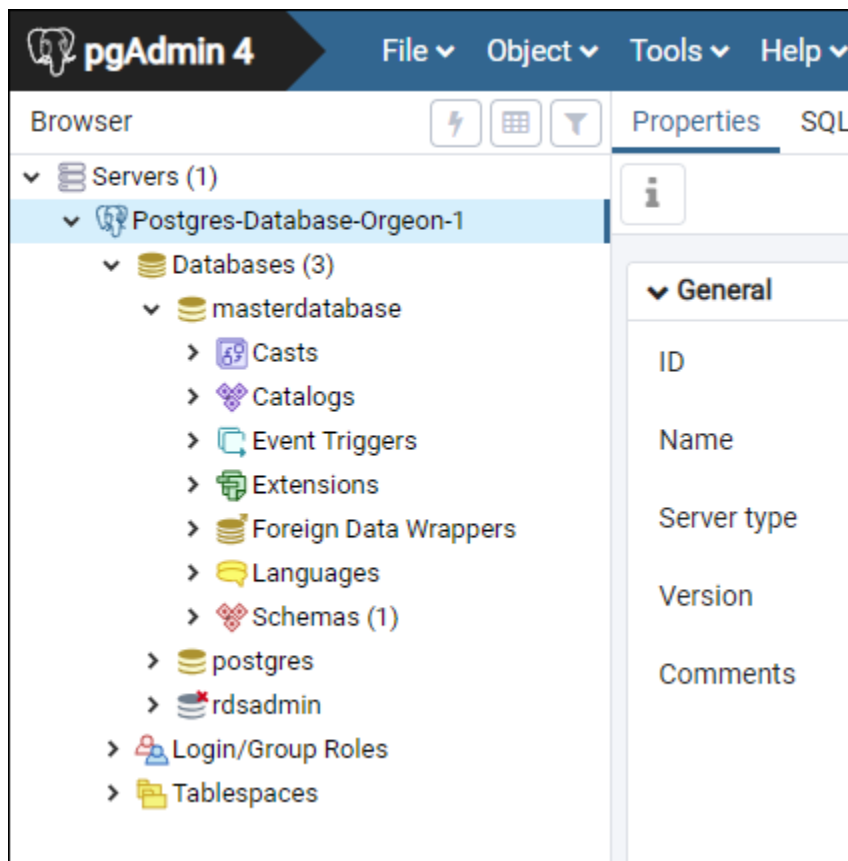 pgAdmin 4 File Object Tools Help
Browser Properties SQL
Servers (1)
Postgres-Database-Orgeon-1
Databases (3)
General
masterdatabase
Casts
ID
Catalogs
Event Triggers
Name
Extensions
Server type
Foreign Data Wrappers
Languages
Version
Schemas (1)
postgres
Comments
rdsadmin
Login/Group Roles
Tablespaces